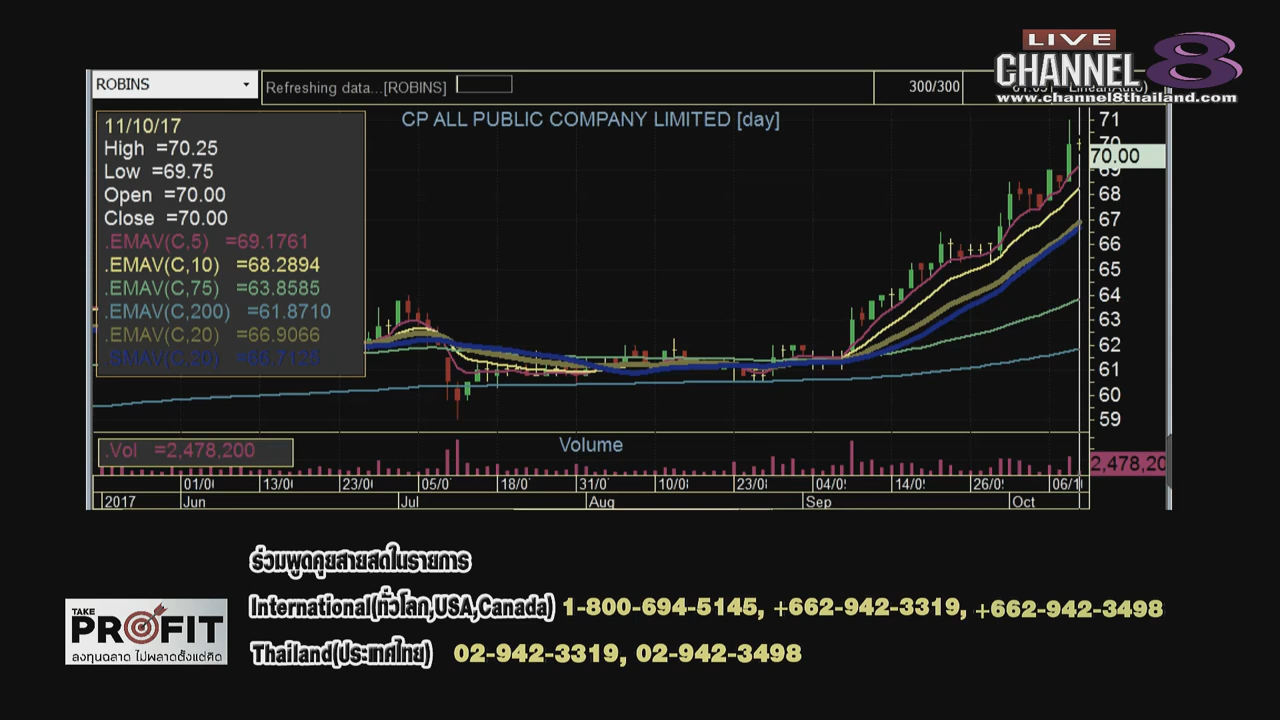 LIVE
CHANNEL 8
www.channel8thailand.com
ROBINS
Refreshing data...[ROBINS]
300/300
CP ALL PUBLIC COMPANY LIMITED [day]
11/10/17
High =70.25
Low =69.75
Open =70.00
Close =70.00
.EMAV(C,5) =69.1761
.EMAV(C,10) =68.2894
.EMAV(C,75) =63.8585
.EMAV(C,200) =61.8710
.EMAV(C,20) =66.9066
.SMAV(C,20) =66.7125
71
70
70.00
69
68
67
66
65
64
63
62
61
60
59
.Vol =2,478,200
Volume
2,478,20
01/0 13/0 23/0 05/0 18/0 31/0 10/0 23/0 04/0 14/0 26/0 06/1
2017 Jun Jul Aug Sep Oct
ร่วมพูดคุยสายสดในรายการ
International(ทั่วโลก,USA,Canada) 1-800-694-5145, +662-942-3319, +662-942-3498
Thailand(ประเทศไทย) 02-942-3319, 02-942-3498
TAKE
PROFIT
ลงทุนฉลาด ไม่พลาดตั้งแต่คิด